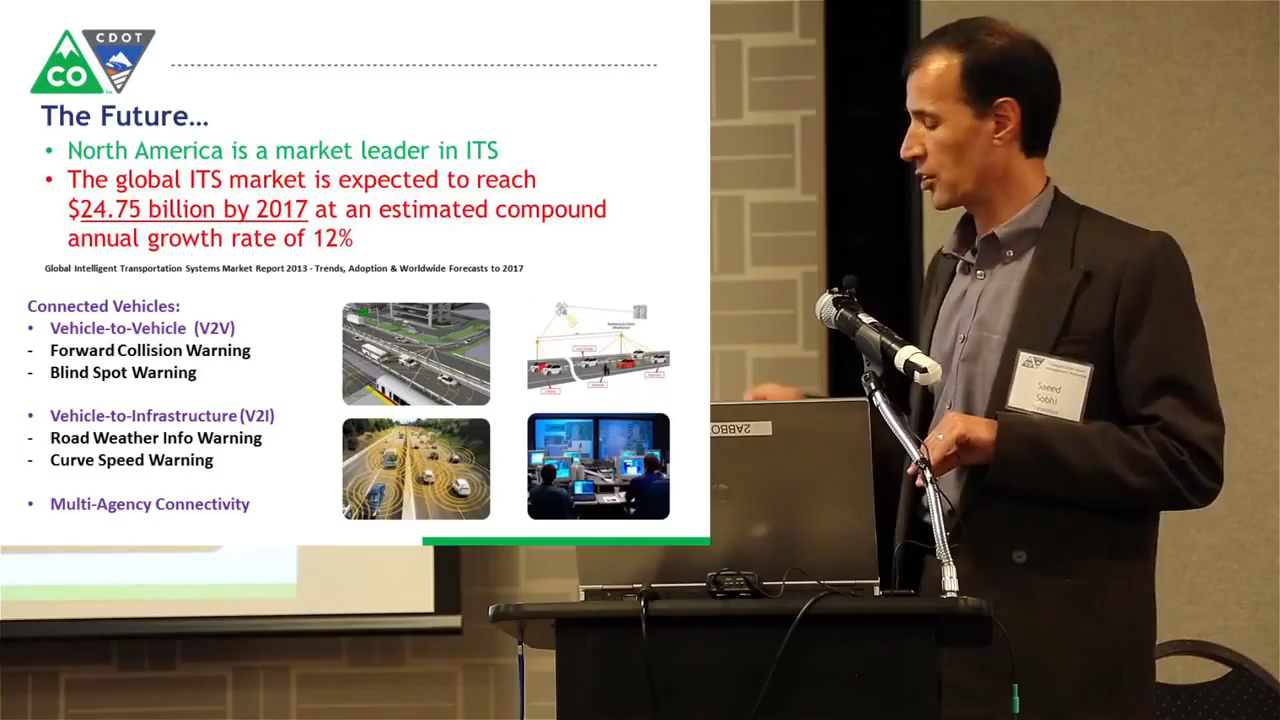 CO
CDOT
The Future...
• North America is a market leader in ITS
• The global ITS market is expected to reach
$24.75 billion by 2017 at an estimated compound
annual growth rate of 12%
Global Intelligent Transportation Systems Market Report 2013 - Trends, Adoption & Worldwide Forecasts to 2017
Connected Vehicles:
• Vehicle-to-Vehicle (V2V)
- Forward Collision Warning
- Blind Spot Warning
• Vehicle-to-Infrastructure (V2I)
- Road Weather Info Warning
- Curve Speed Warning
• Multi-Agency Connectivity
2ABBO
CO
Saeed
Sobhi